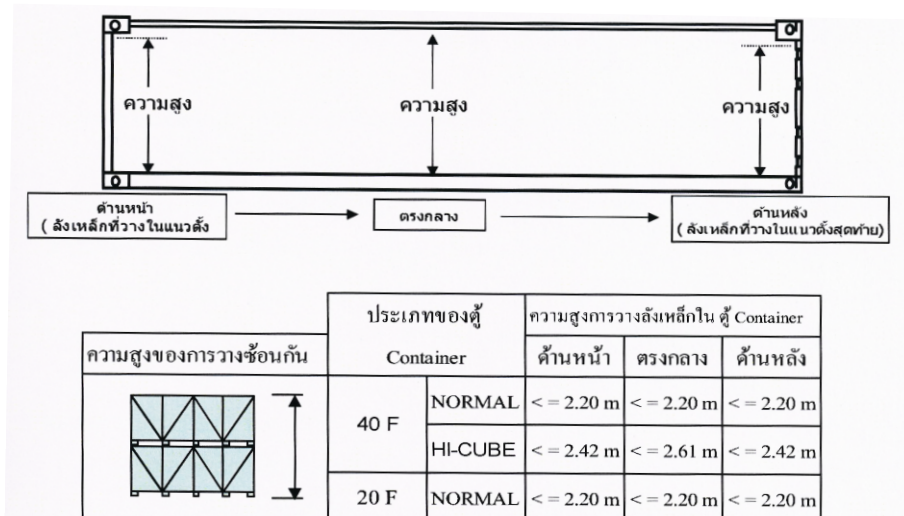 ความสูง ความสูง ความสูง
ด้านหน้า
( ลังเหล็กที่วางในแนวตั้ง
ตรงกลาง
ด้านหลัง
( ลังเหล็กที่วางในแนวตั้งสุดท้าย)
ความสูงของการวางซ้อนกัน
ประเภทของตู้
Container
ความสูงการวางลังเหล็กใน ตู้ Container
ด้านหน้า ตรงกลาง ด้านหลัง
40 F
NORMAL < = 2.20 m < = 2.20 m < = 2.20 m
HI-CUBE < = 2.42 m < = 2.61 m < = 2.42 m
20 F NORMAL < = 2.20 m < = 2.20 m < = 2.20 m